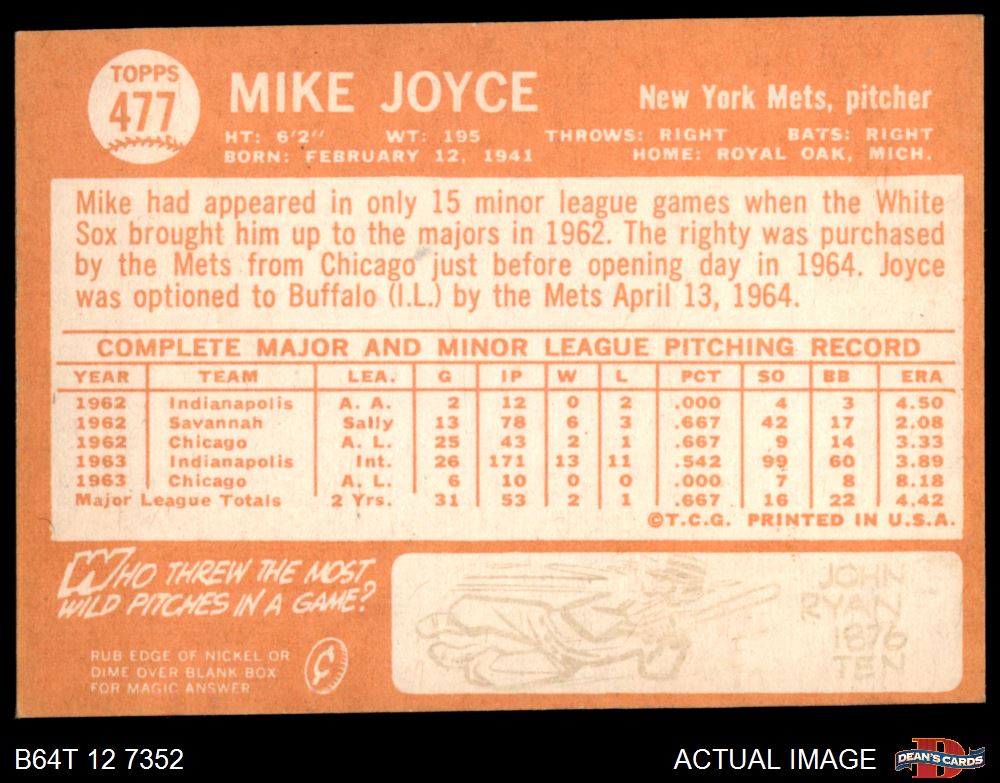 TOPPS
477
MIKE JOYCE
New York Mets, pitcher
HT: 6'2" WT: 195 THROWS: RIGHT BATS: RIGHT
BORN: FEBRUARY 12, 1941 HOME: ROYAL OAK, MICH.
Mike had appeared in only 15 minor league games when the White
Sox brought him up to the majors in 1962. The righty was purchased
by the Mets from Chicago just before opening day in 1964. Joyce
was optioned to Buffalo (I.L.) by the Mets April 13, 1964.
COMPLETE MAJOR AND MINOR LEAGUE PITCHING RECORD
YEAR TEAM LEA. G IP W L PCT SO BB ERA
1962 Indianapolis A. A. 2 12 0 2 .000 4 3 4.50
1962 Savannah Sally 13 78 6 3 .667 42 17 2.08
1962 Chicago A. L. 25 43 2 1 .667 9 14 3.33
1963 Indianapolis Int. 26 171 13 11 .542 99 60 3.89
1963 Chicago A. L. 6 10 0 0 .000 7 8 8.18
Major League Totals 2 Yrs. 31 53 2 1 .667 16 22 4.42
©T.C.G. PRINTED IN U.S.A.
WHO THREW THE MOST
WILD PITCHES IN A GAME?
RUB EDGE OF NICKEL OR
DIME OVER BLANK BOX
FOR MAGIC ANSWER
¢
JOHN
RYAN
1876
TEN
B64T 12 7352
ACTUAL IMAGE
D
DEAN'S CARDS